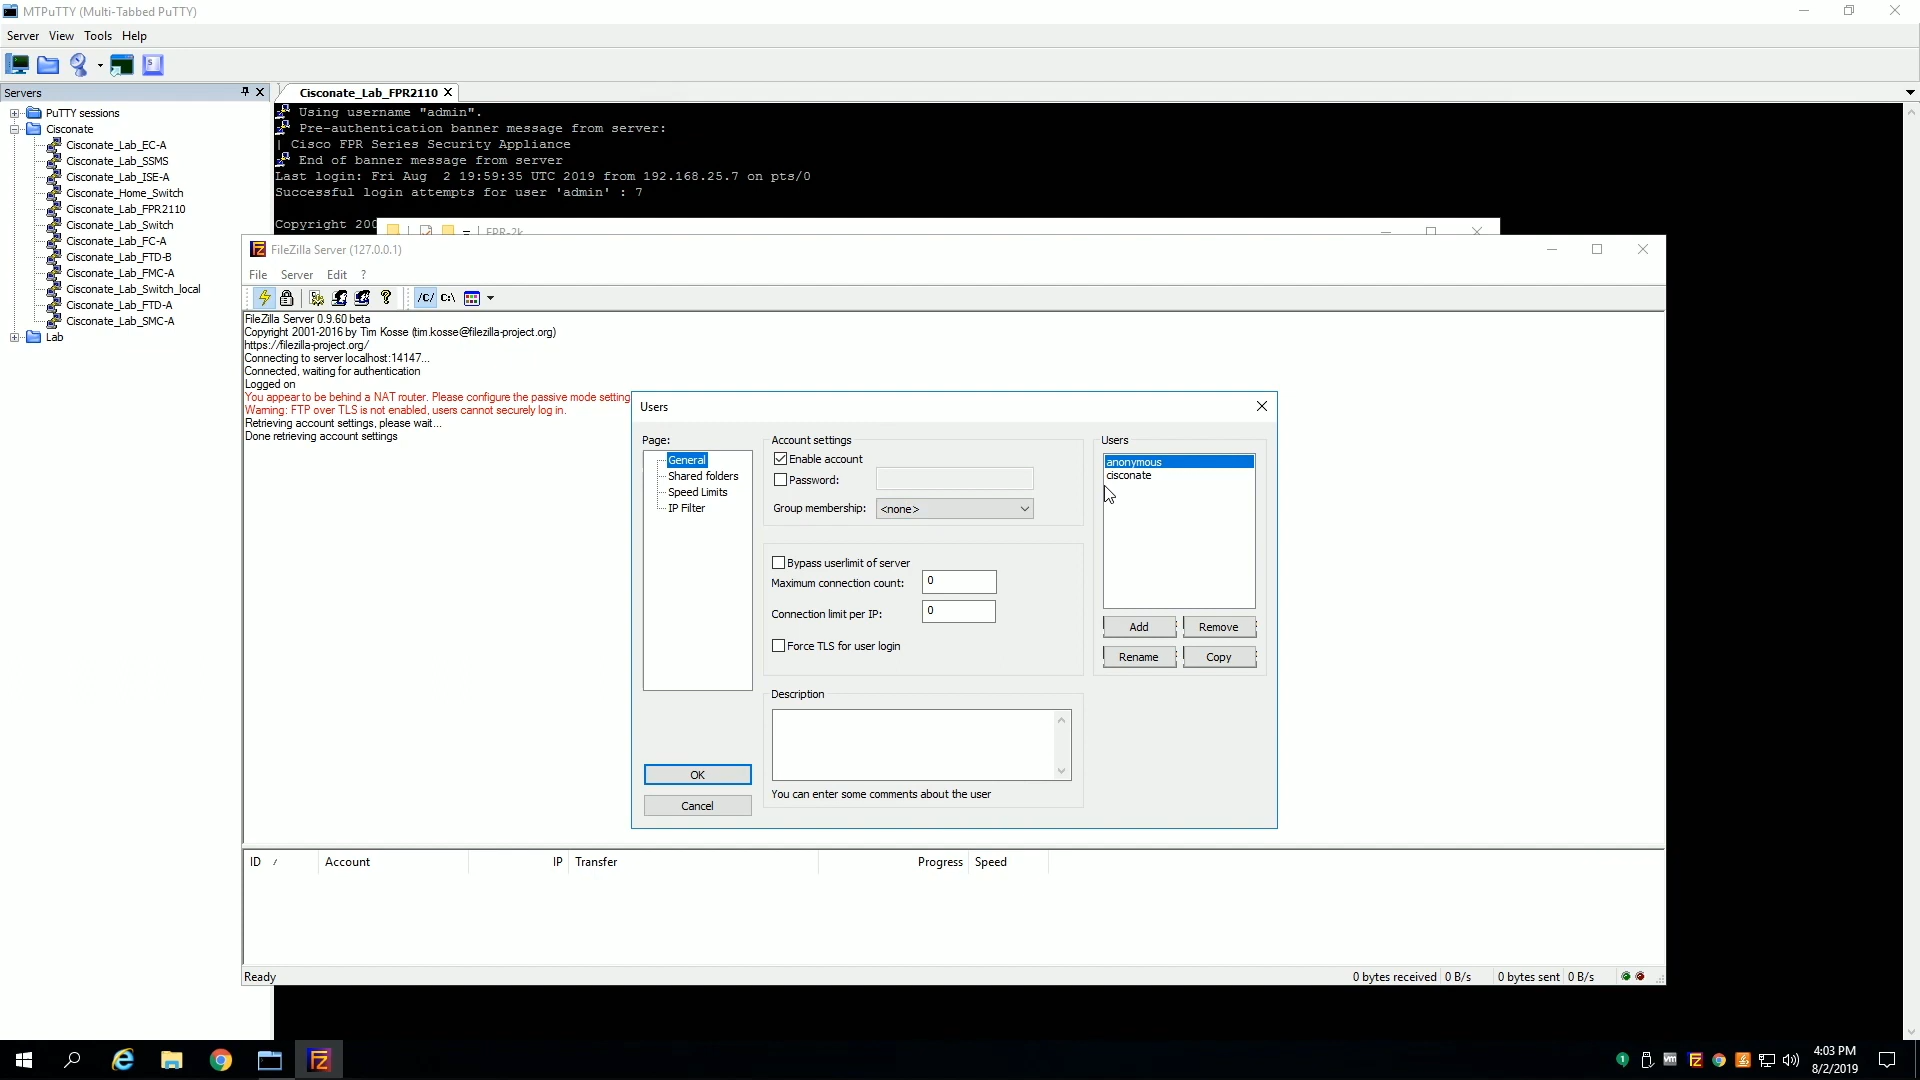 MTPuTTY (Multi-Tabbed PuTTY)
Server View Tools Help
Servers
Cisconate_Lab_FPR2110
PuTTY sessions
Cisconate
Cisconate_Lab_EC-A
Cisconate_Lab_SSMS
Cisconate_Lab_ISE-A
Cisconate_Home_Switch
Cisconate_Lab_FPR2110
Cisconate_Lab_Switch
Cisconate_Lab_FC-A
Cisconate_Lab_FTD-B
Cisconate_Lab_FMC-A
Cisconate_Lab_Switch_local
Cisconate_Lab_FTD-A
Cisconate_Lab_SMC-A
Lab
Using username "admin".
Pre-authentication banner message from server:
| Cisco FPR Series Security Appliance
End of banner message from server
Last login: Fri Aug  2 19:59:35 UTC 2019 from 192.168.25.7 on pts/0
Successful login attempts for user 'admin' : 7
Copyright 200
FPR-2k
FileZilla Server (127.0.0.1)
File Server Edit ?
/C/ C:\
FileZilla Server 0.9.60 beta
Copyright 2001-2016 by Tim Kosse (tim.kosse@filezilla-project.org)
https://filezilla-project.org/
Connecting to server localhost:14147...
Connected, waiting for authentication
Logged on
You appear to be behind a NAT router. Please configure the passive mode setting
Warning: FTP over TLS is not enabled, users cannot securely log in.
Retrieving account settings, please wait...
Done retrieving account settings
Users
Page:
General
Shared folders
Speed Limits
IP Filter
OK
Cancel
Account settings
Enable account
Password:
Group membership: <none>
Bypass userlimit of server
Maximum connection count: 0
Connection limit per IP: 0
Force TLS for user login
Description
You can enter some comments about the user
Users
anonymous
cisconate
Add Remove
Rename Copy
ID / Account IP Transfer Progress Speed
Ready 0 bytes received 0 B/s 0 bytes sent 0 B/s
4:03 PM
8/2/2019